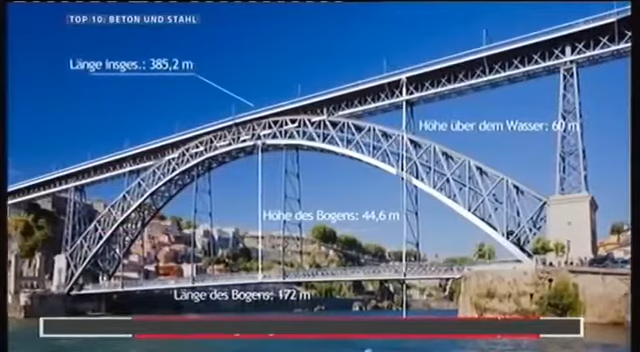 TOP 10: BETON UND STAHL
Länge insges.: 385,2 m
Höhe über dem Wasser: 60 m
Höhe des Bogens: 44,6 m
Länge des Bogens: 172 m